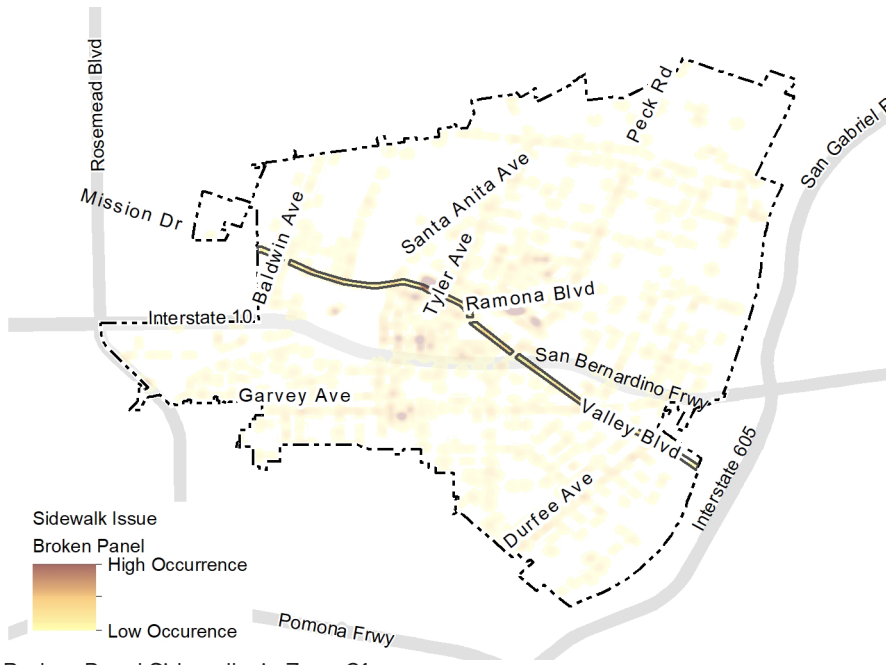 Rosemead Blvd
Peck Rd
San Gabriel
Mission Dr
Baldwin Ave
Santa Anita Ave
Tyler Ave
Ramona Blvd
Interstate 10
San Bernardino Frwy
Garvey Ave
Valley Blvd
Interstate 605
Durfee Ave
Sidewalk Issue
Broken Panel
High Occurrence
Low Occurence
Pomona Frwy